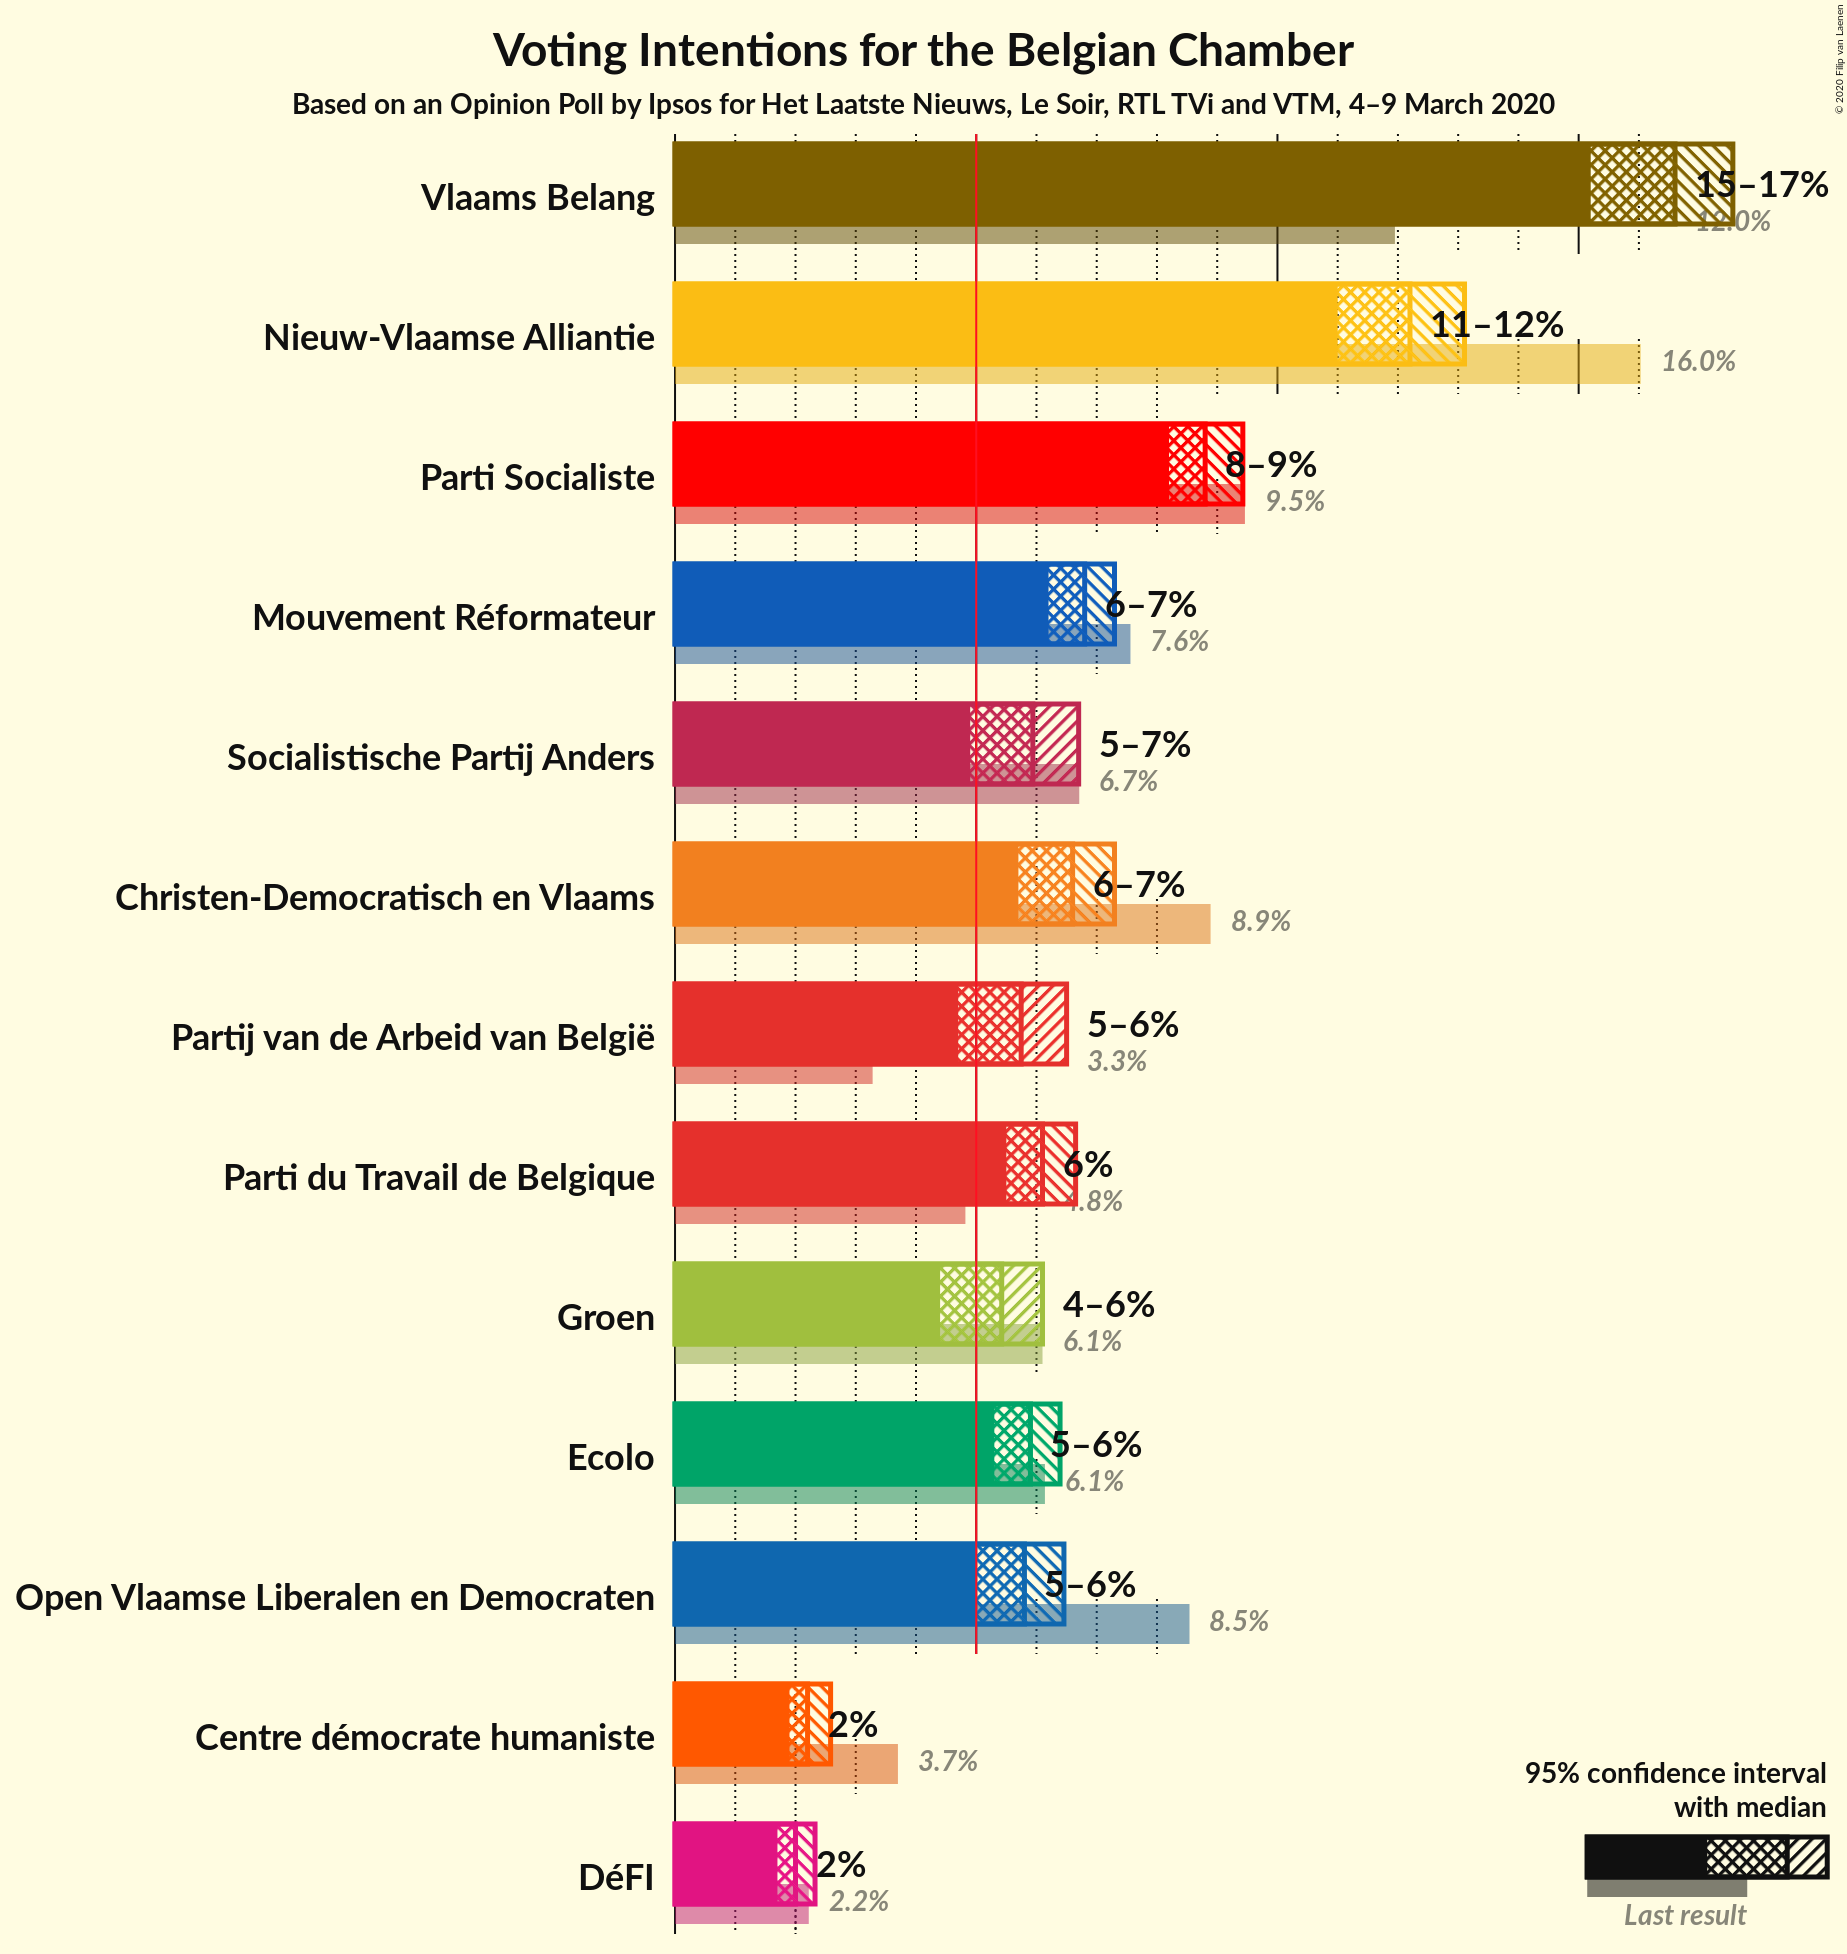 Voting Intentions for the Belgian Chamber
Based on an Opinion Poll by Ipsos for Het Laatste Nieuws, Le Soir, RTL TVi and VTM, 4–9 March 2020
© 2020 Filip van Laenen
Vlaams Belang
15–17%
12.0%
Nieuw-Vlaamse Alliantie
11–12%
16.0%
Parti Socialiste
8–9%
9.5%
Mouvement Réformateur
6–7%
7.6%
Socialistische Partij Anders
5–7%
6.7%
Christen-Democratisch en Vlaams
6–7%
8.9%
Partij van de Arbeid van België
5–6%
3.3%
Parti du Travail de Belgique
6%
4.8%
Groen
4–6%
6.1%
Ecolo
5–6%
6.1%
Open Vlaamse Liberalen en Democraten
5–6%
8.5%
Centre démocrate humaniste
2%
3.7%
DéFI
2%
2.2%
95% confidence interval
with median
Last result